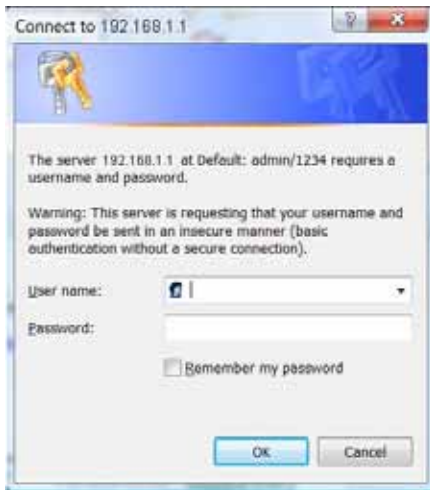 Connect to 192.168.1.1
The server 192.168.1.1 at Default: admin/1234 requires a
username and password.
Warning: This server is requesting that your username and
password be sent in an insecure manner (basic
authentication without a secure connection).
User name:
Password:
Remember my password
OK
Cancel